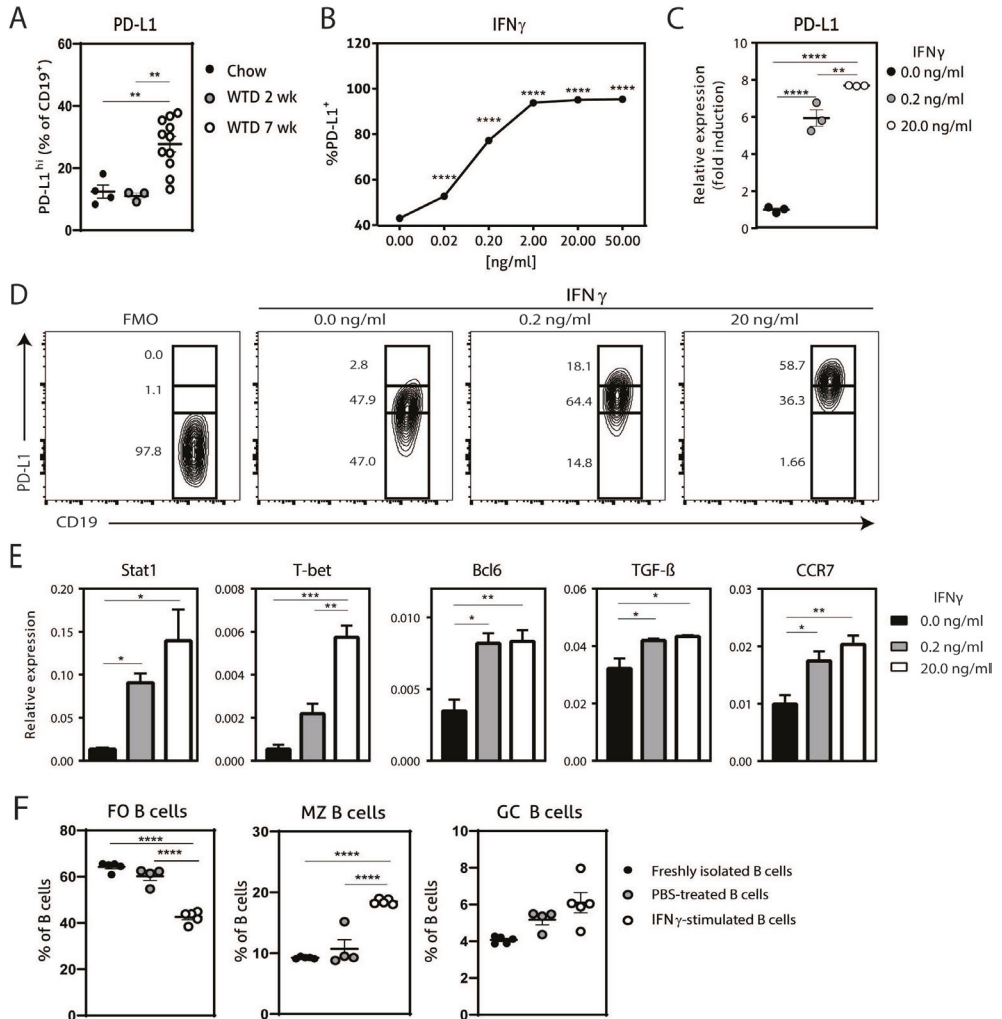 A
PD-L1
PD-L1hi (% of CD19+)
60
40
20
0
**
**
Chow
WTD 2 wk
WTD 7 wk
B
IFNγ
%PD-L1+
120
100
80
60
40
****
****
****
****
****
0.00 0.02 0.20 2.00 20.00 50.00
[ng/ml]
C
PD-L1
Relative expression
(fold induction)
10
8
6
4
2
0
****
**
****
IFNγ
0.0 ng/ml
0.2 ng/ml
20.0 ng/ml
D
IFN γ
FMO
0.0 ng/ml
0.2 ng/ml
20 ng/ml
0.0
1.1
97.8
2.8
47.9
47.0
18.1
64.4
14.8
58.7
36.3
1.66
PD-L1
CD19
E
Relative expression
Stat1
0.20
0.15
0.10
0.05
0.00
*
*
T-bet
0.008
0.006
0.004
0.002
0.000
***
**
Bcl6
0.010
0.005
0.000
**
*
TGF-ß
0.06
0.04
0.02
0.00
*
*
CCR7
0.03
0.02
0.01
0.00
**
*
IFNγ
0.0 ng/ml
0.2 ng/ml
20.0 ng/ml
F
FO B cells
% of B cells
80
60
40
20
0
****
****
MZ B cells
% of B cells
30
20
10
0
****
****
GC B cells
% of B cells
10
8
6
4
2
0
Freshly isolated B cells
PBS-treated B cells
IFNγ-stimulated B cells